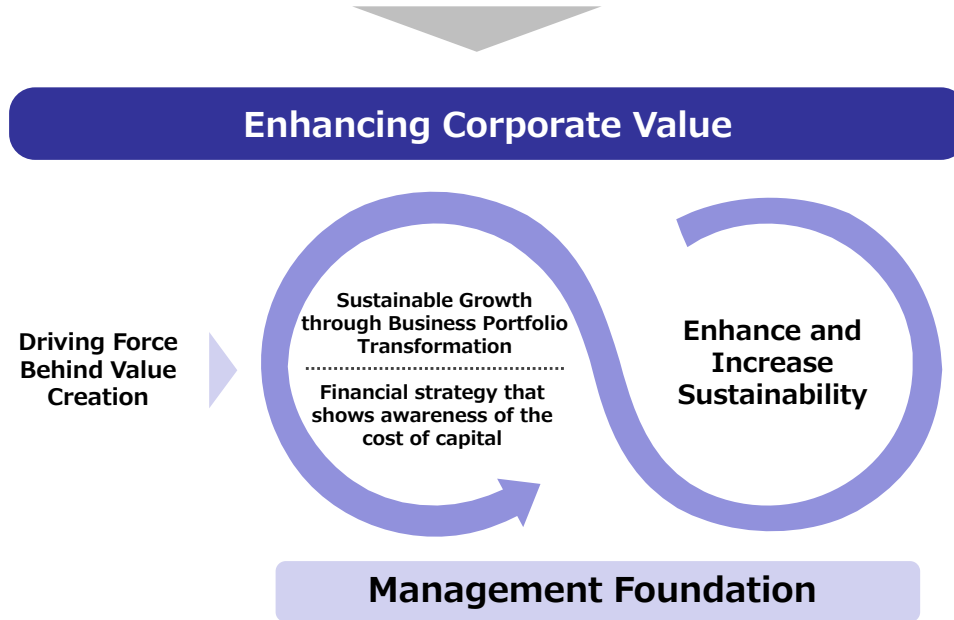 Enhancing Corporate Value
Driving Force
Behind Value
Creation
Sustainable Growth
through Business Portfolio
Transformation
Financial strategy that
shows awareness of the
cost of capital
Enhance and
Increase
Sustainability
Management Foundation